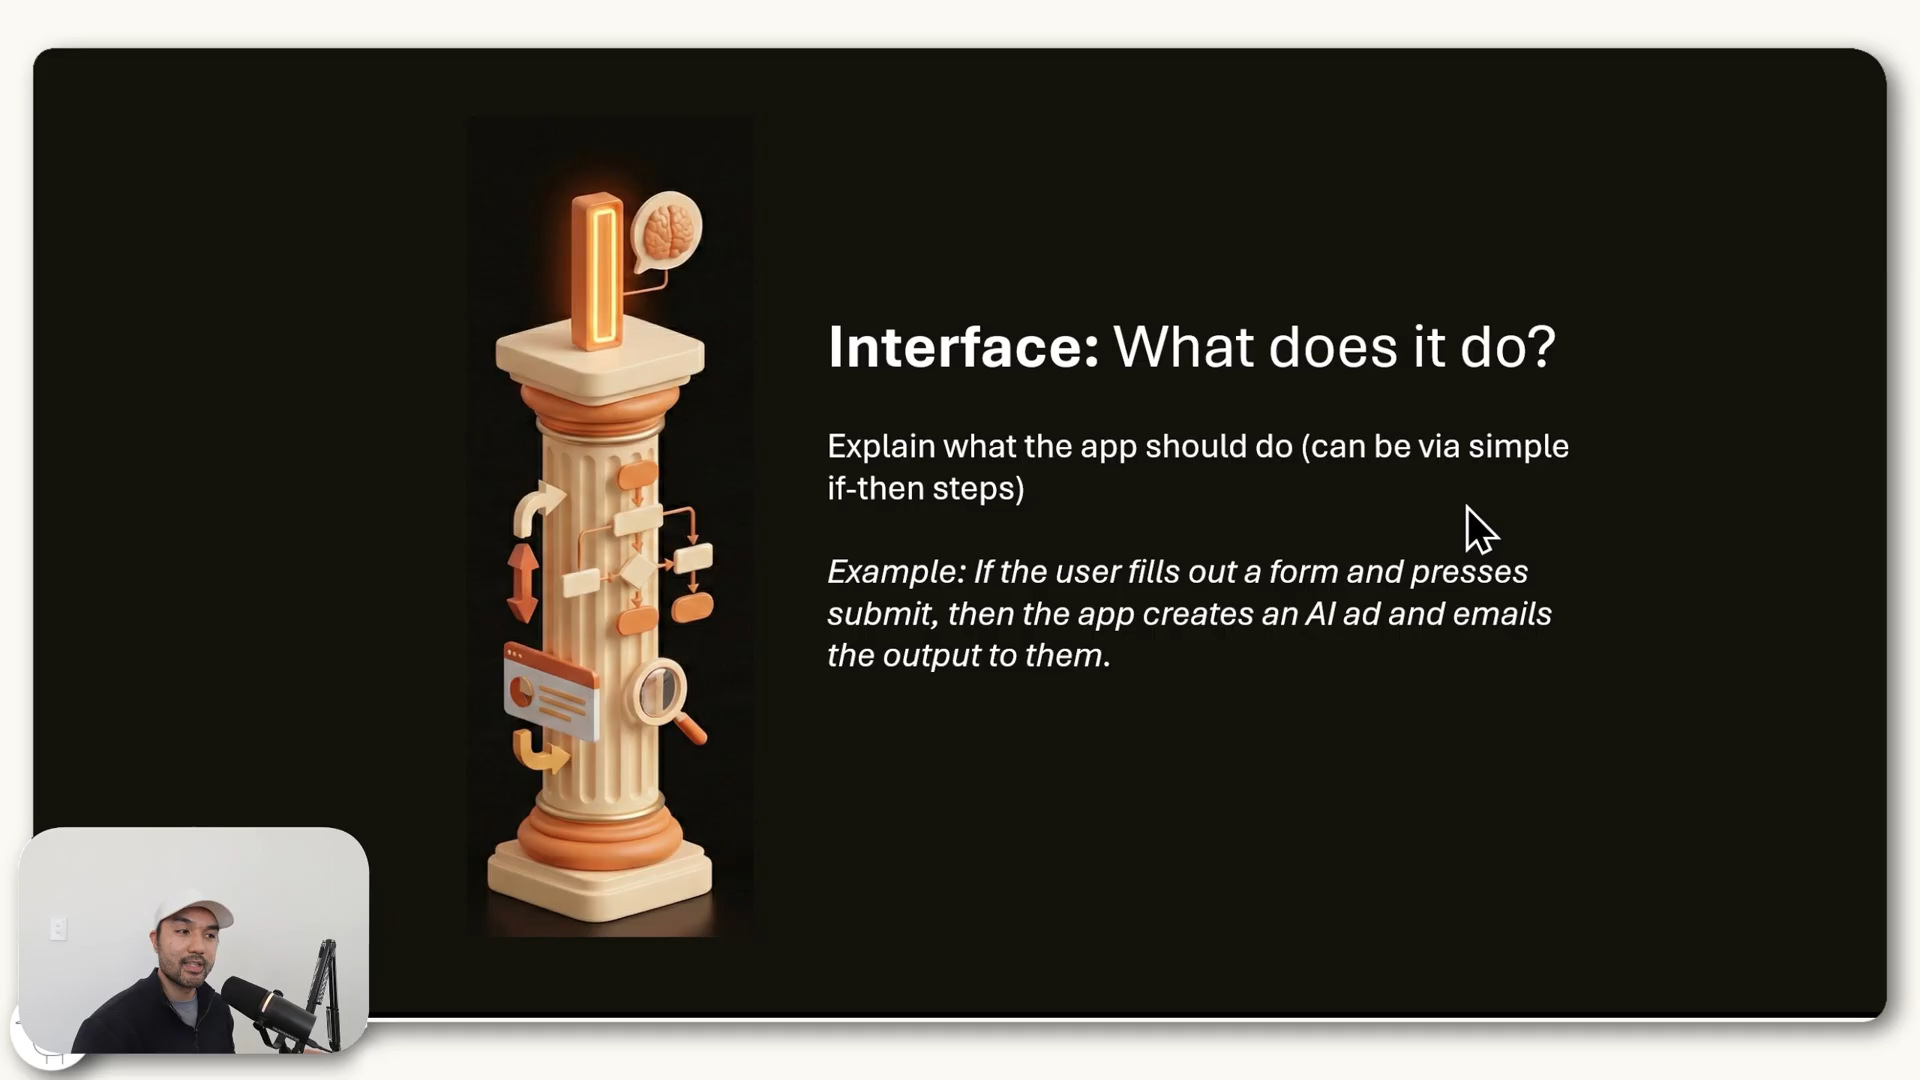 Interface: What does it do?
Explain what the app should do (can be via simple
if-then steps)
Example: If the user fills out a form and presses
submit, then the app creates an AI ad and emails
the output to them.